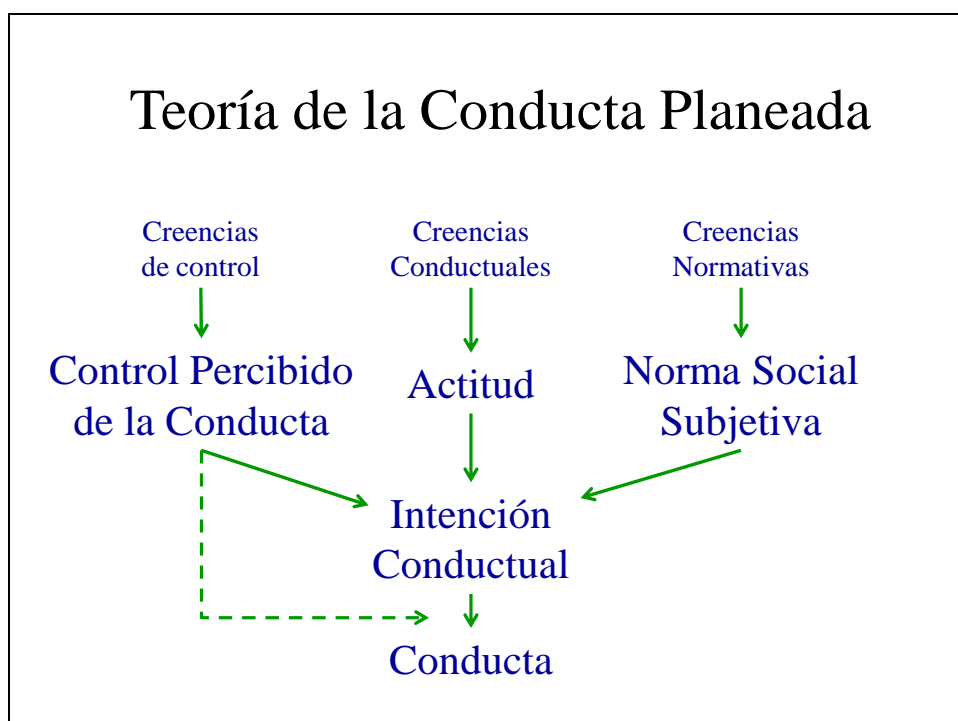 Teoría de la Conducta Planeada
Creencias
de control
Creencias
Conductuales
Creencias
Normativas
Control Percibido
de la Conducta
Actitud
Norma Social
Subjetiva
Intención
Conductual
Conducta